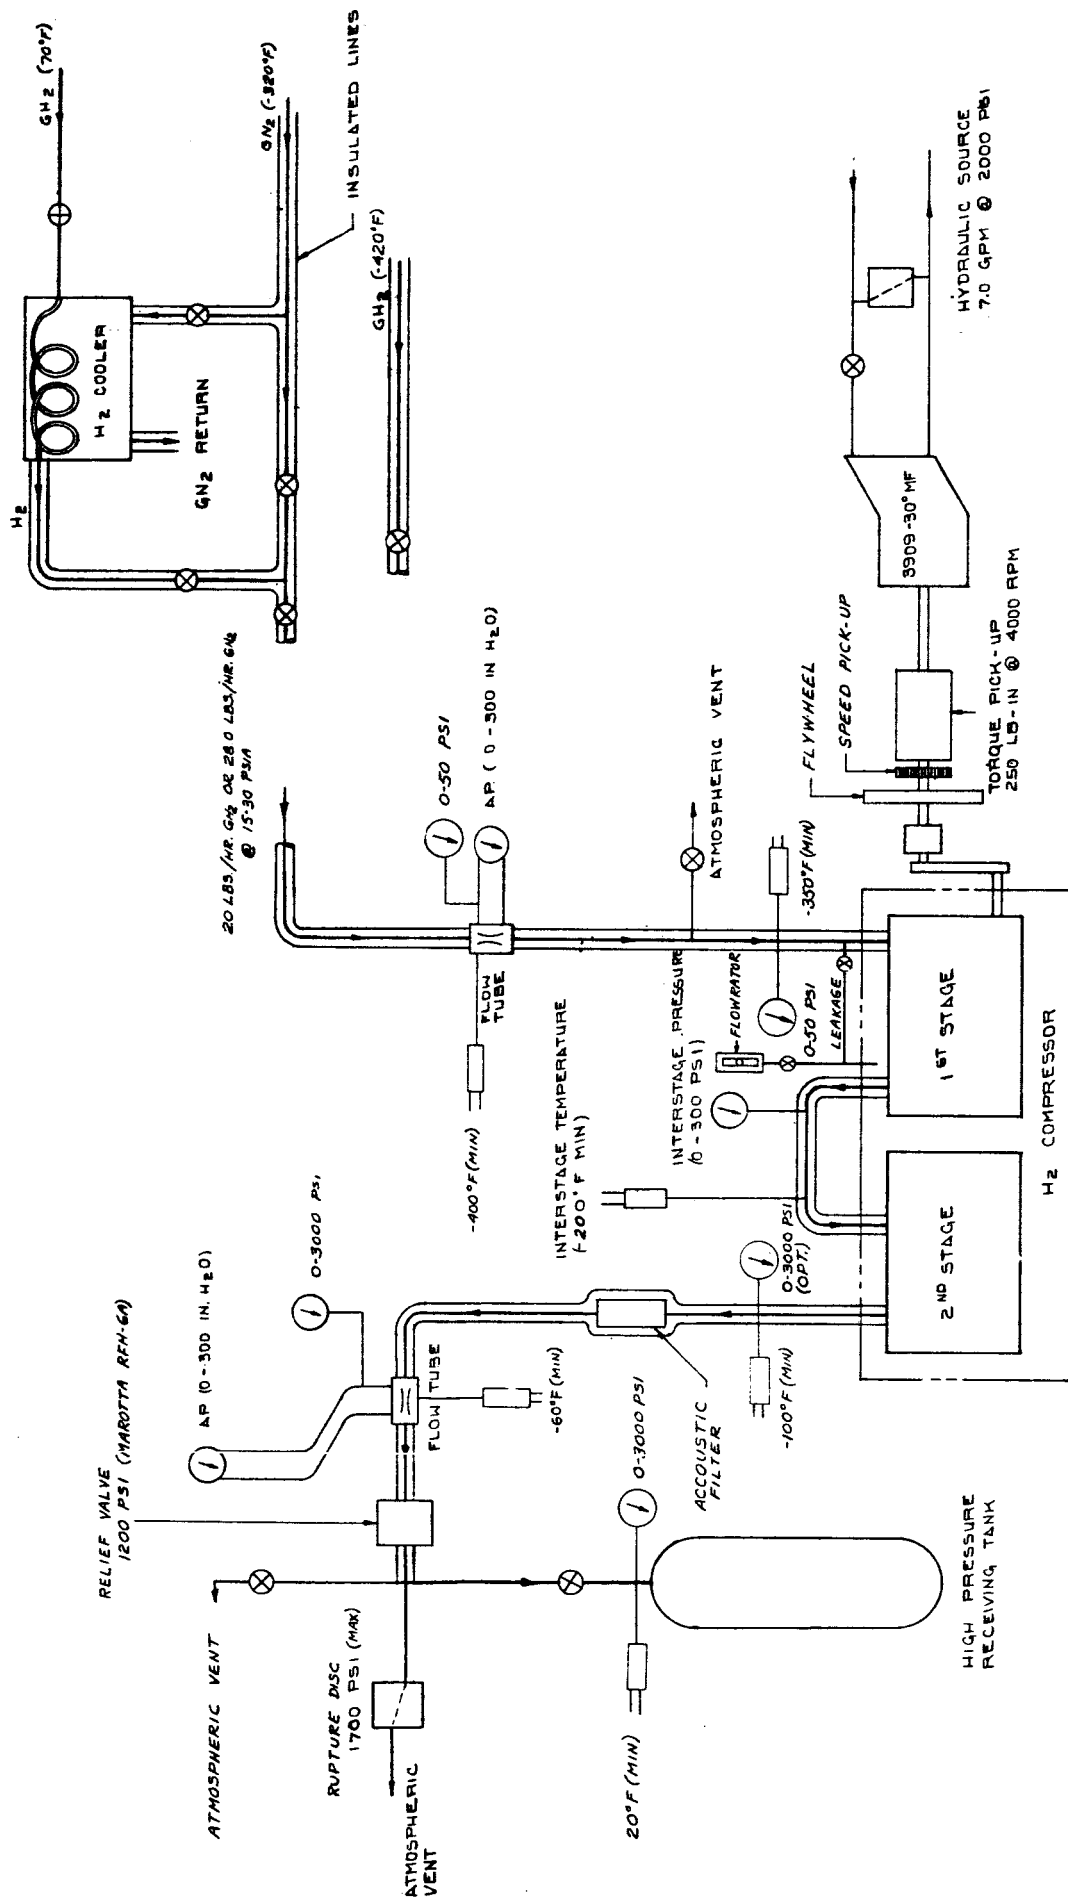 GH2 (70°F)
GN2 (-320°F)
INSULATED LINES
GH2 (-420°F)
H2 COOLER
H2
GN2 RETURN
HYDRAULIC SOURCE
7.0 GPM @ 2000 PSI
3909-30° MF
TORQUE PICK-UP
250 LB-IN @ 4000 RPM
SPEED PICK-UP
FLYWHEEL
20 LBS./HR. GH2 OR 280 LBS/HR. GN2
@ 15-30 PSIA
0-50 PSI
ΔP (0-300 IN H2O)
FLOW
TUBE
-400°F (MIN)
ATMOSPHERIC VENT
-350°F (MIN)
0-50 PSI
LEAKAGE
FLOWRATOR
INTERSTAGE PRESSURE
(0-300 PSI)
INTERSTAGE TEMPERATURE
(-200°F MIN)
1ST STAGE
2ND STAGE
H2 COMPRESSOR
0-3000 PSI
(OPT.)
-100°F (MIN)
ACCOUSTIC
FILTER
0-3000 PSI
ΔP (0-300 IN. H2O)
FLOW TUBE
-60°F (MIN)
RELIEF VALVE
1200 PSI (MAROTTA RFH-6A)
0-3000 PSI
20°F (MIN)
HIGH PRESSURE
RECEIVING TANK
ATMOSPHERIC VENT
RUPTURE DISC
1700 PSI (MAX)
ATMOSPHERIC
VENT